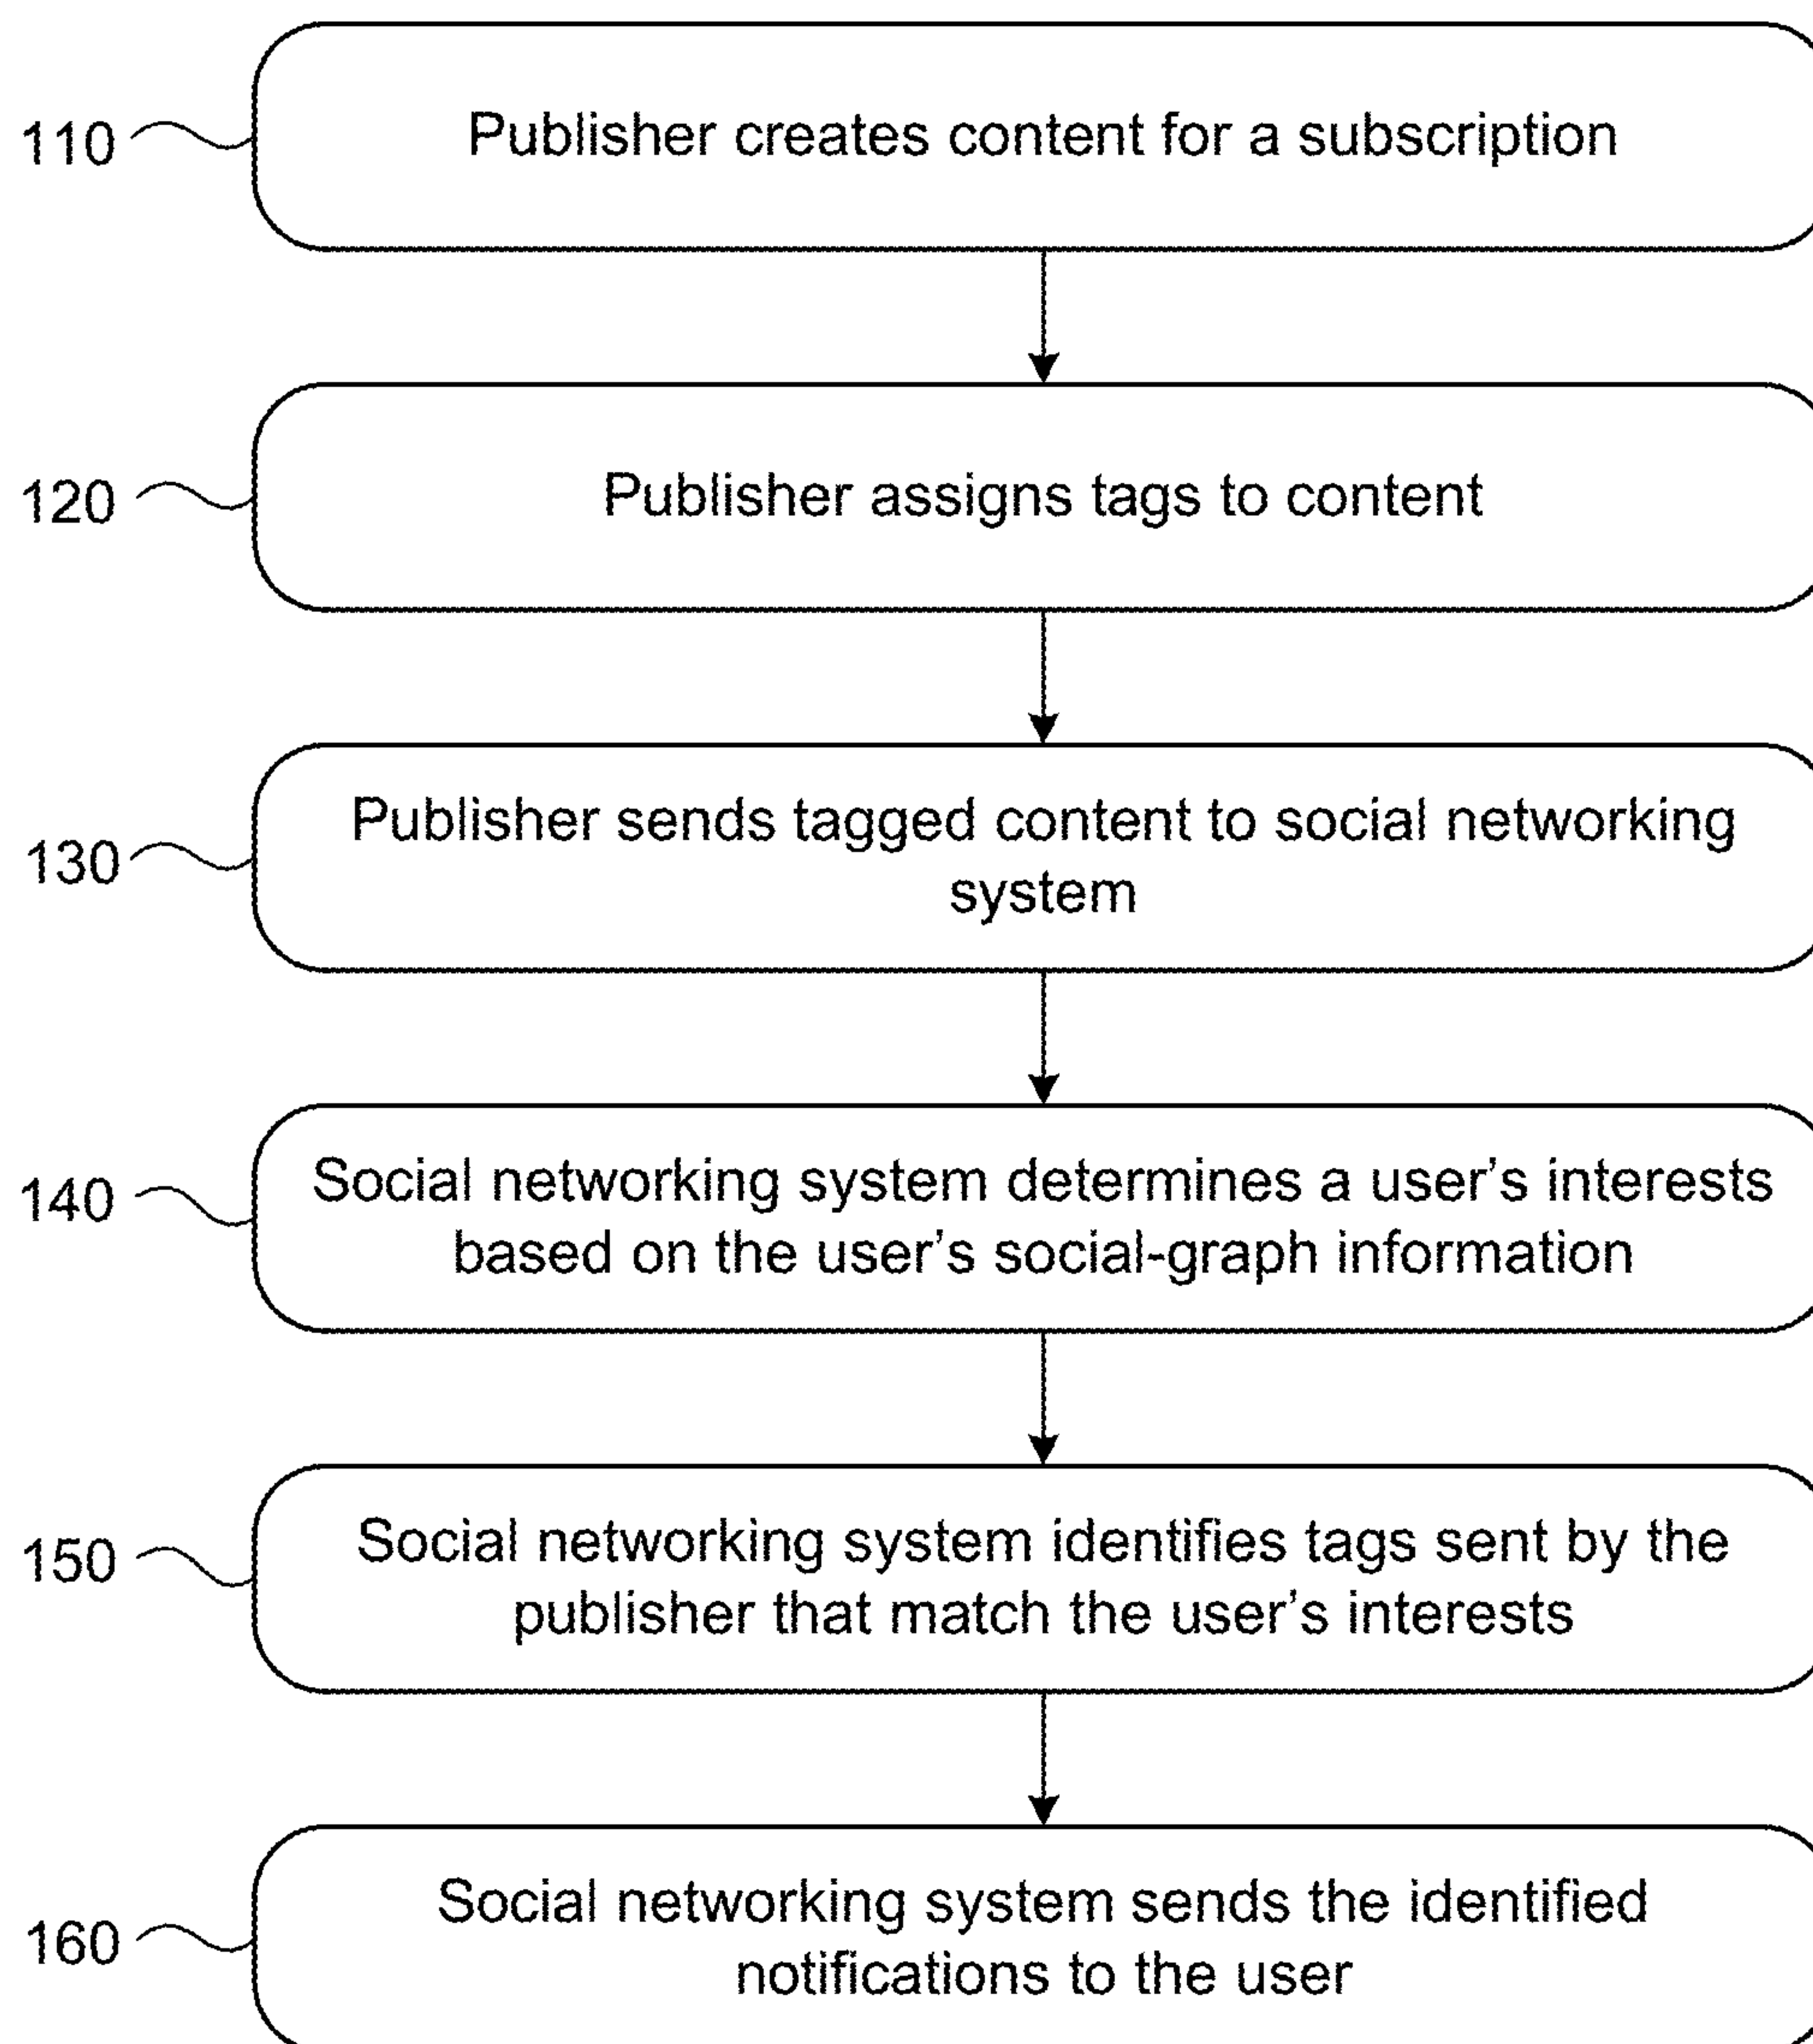 110
Publisher creates content for a subscription
120
Publisher assigns tags to content
130
Publisher sends tagged content to social networking
system
140
Social networking system determines a user’s interests
based on the user’s social-graph information
150
Social networking system identifies tags sent by the
publisher that match the user’s interests
160
Social networking system sends the identified
notifications to the user